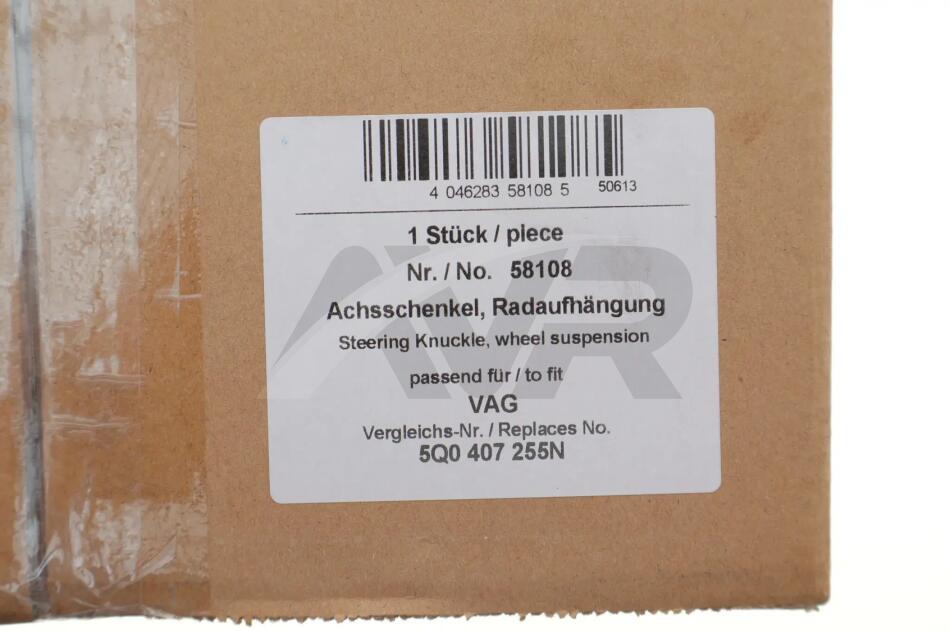 4 046283 58108 5 50613
1 Stück / piece
Nr. / No. 58108
Achsschenkel, Radaufhängung
Steering Knuckle, wheel suspension
passend für / to fit
VAG
Vergleichs-Nr. / Replaces No.
5Q0 407 255N
AVR